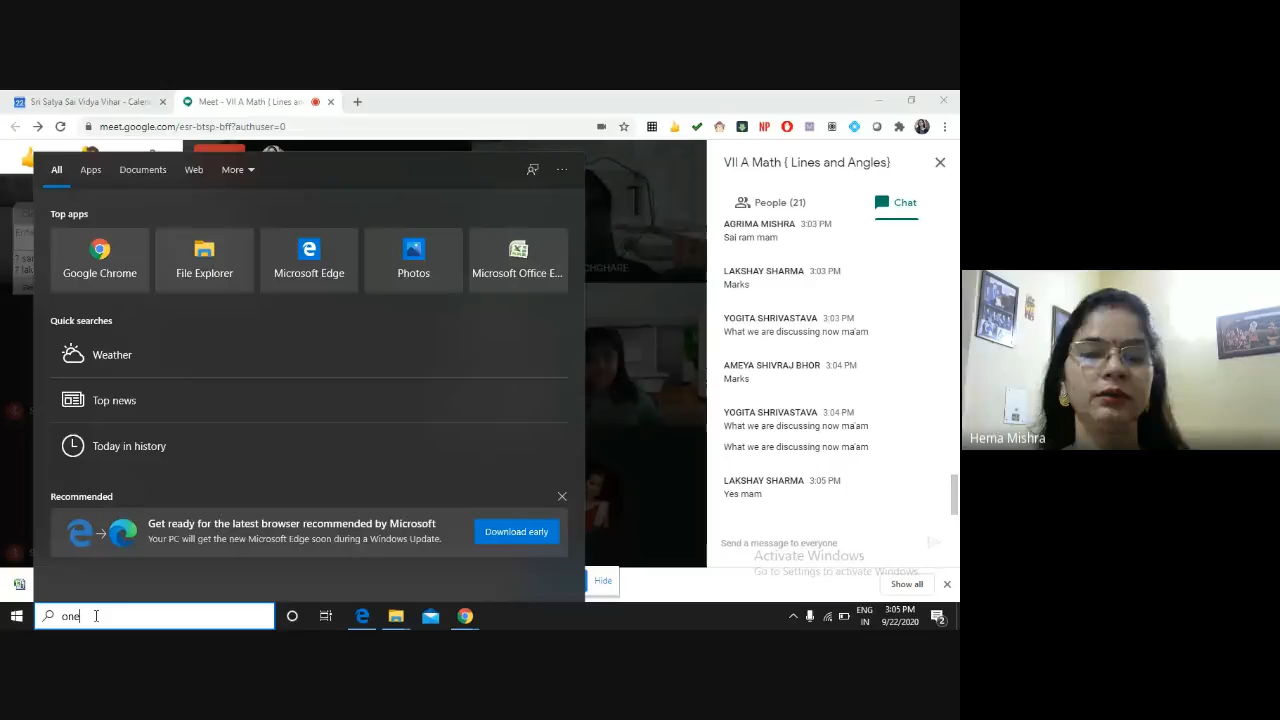 Sri Satya Sai Vidya Vihar - Calen
Meet - VII A Math { Lines and
meet.google.com/esr-btsp-bff?authuser=0
All
Apps
Documents
Web
More
Top apps
Google Chrome
File Explorer
Microsoft Edge
Photos
Microsoft Office E...
Quick searches
Weather
Top news
Today in history
Recommended
Get ready for the latest browser recommended by Microsoft
Your PC will get the new Microsoft Edge soon during a Windows Update.
Download early
VII A Math { Lines and Angles}
People (21)
Chat
AGRIMA MISHRA 3:03 PM
Sai ram mam
LAKSHAY SHARMA 3:03 PM
Marks
YOGITA SHRIVASTAVA 3:03 PM
What we are discussing now ma'am
AMEYA SHIVRAJ BHOR 3:04 PM
Marks
YOGITA SHRIVASTAVA 3:04 PM
What we are discussing now ma'am
What we are discussing now ma'am
LAKSHAY SHARMA 3:05 PM
Yes mam
Send a message to everyone
Activate Windows
Go to Settings to activate Windows.
Hide
Show all
one
ENG
IN
3:05 PM
9/22/2020
2
Hema Mishra
NP